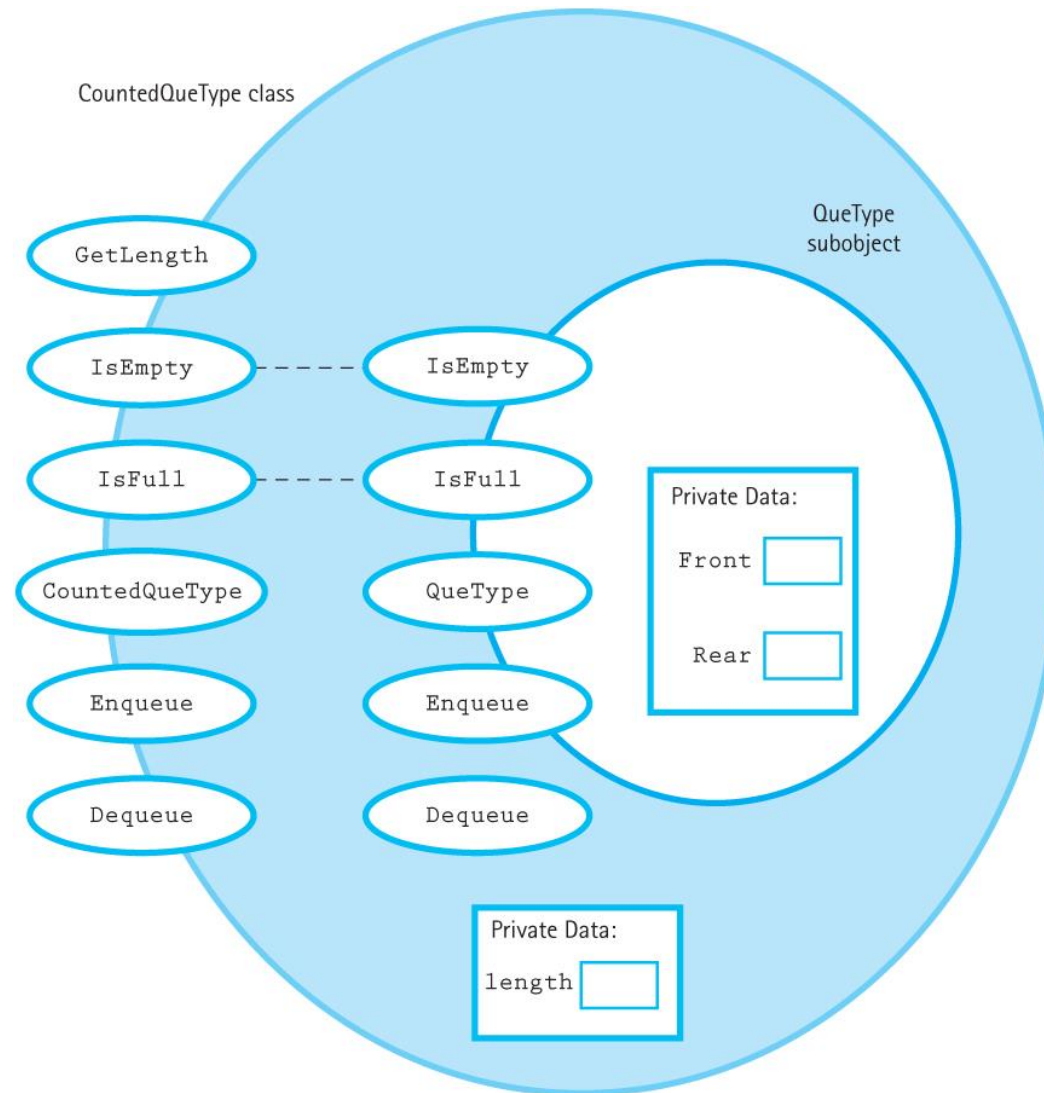 CountedQueType class
QueType
subobject
GetLength
IsEmpty
IsEmpty
IsFull
IsFull
Private Data:
Front
CountedQueType
QueType
Rear
Enqueue
Enqueue
Dequeue
Dequeue
Private Data:
length